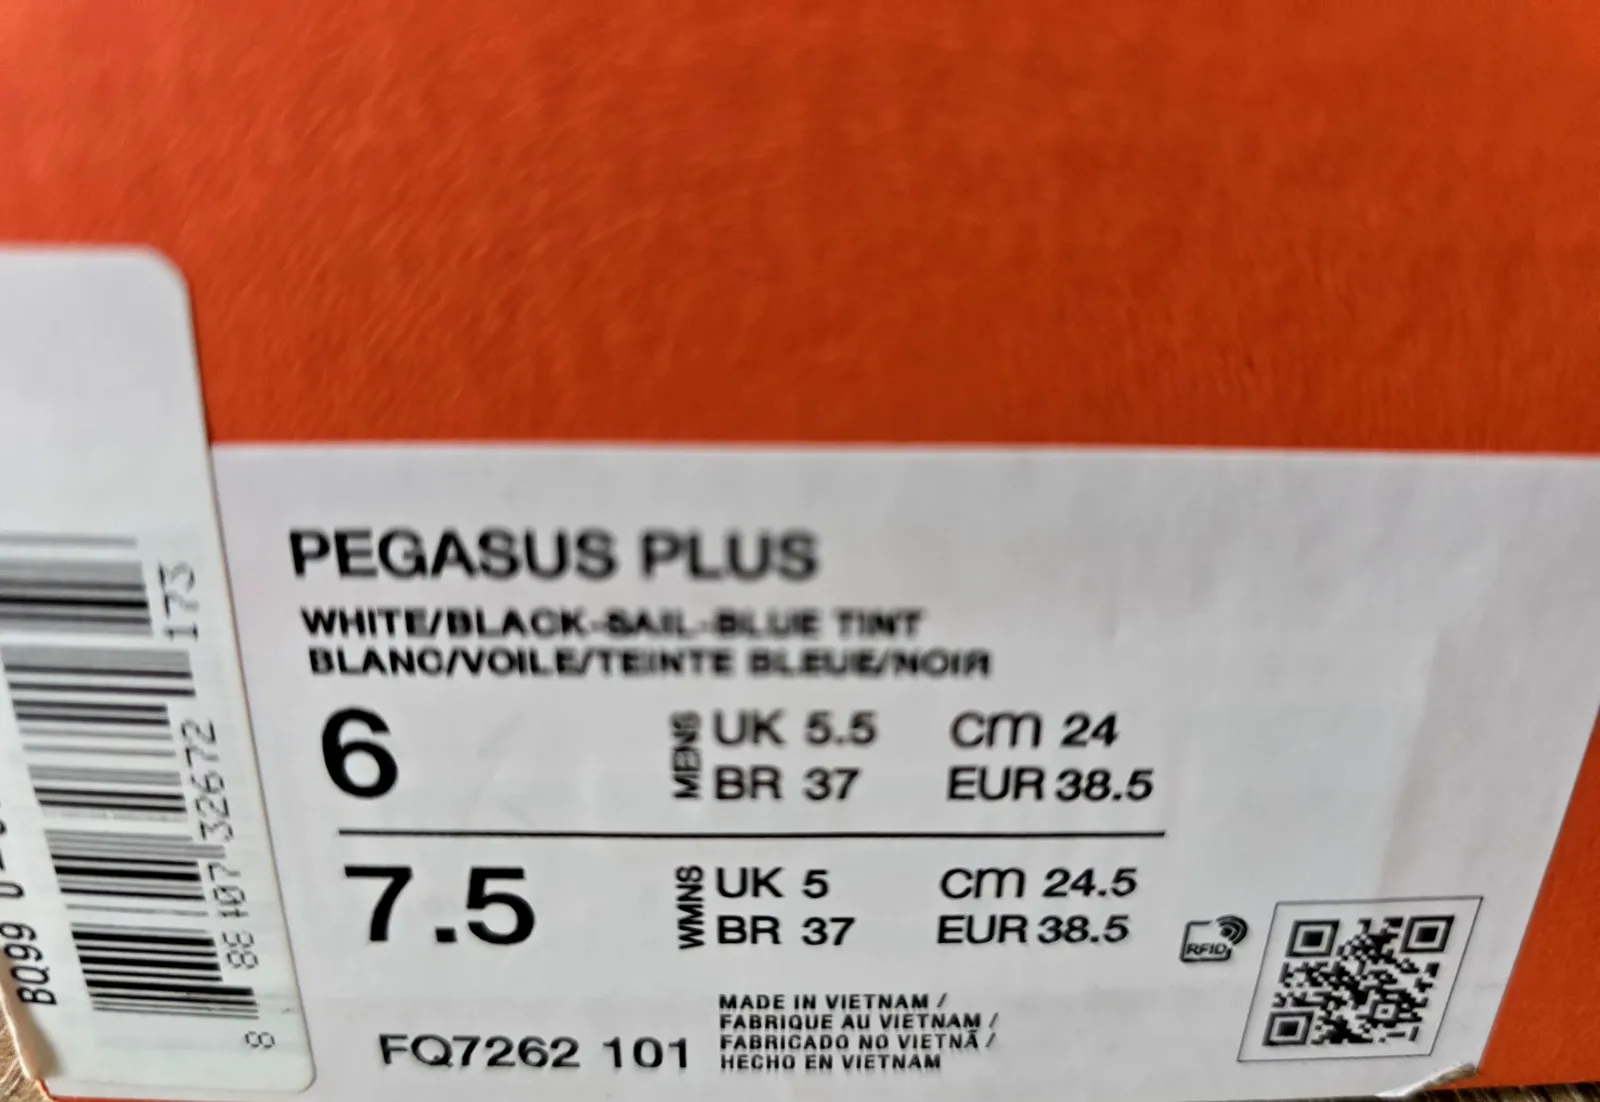 PEGASUS PLUS
WHITE/BLACK-SAIL-BLUE TINT
BLANC/VOILE/TEINTE BLEUE/NOIR
6
MENS
UK 5.5 CM 24
BR 37 EUR 38.5
7.5
WMNS
UK 5 CM 24.5
BR 37 EUR 38.5
RFID
FQ7262 101
MADE IN VIETNAM /
FABRIQUE AU VIETNAM /
FABRICADO NO VIETNÃ /
HECHO EN VIETNAM
173
32672
BQ99